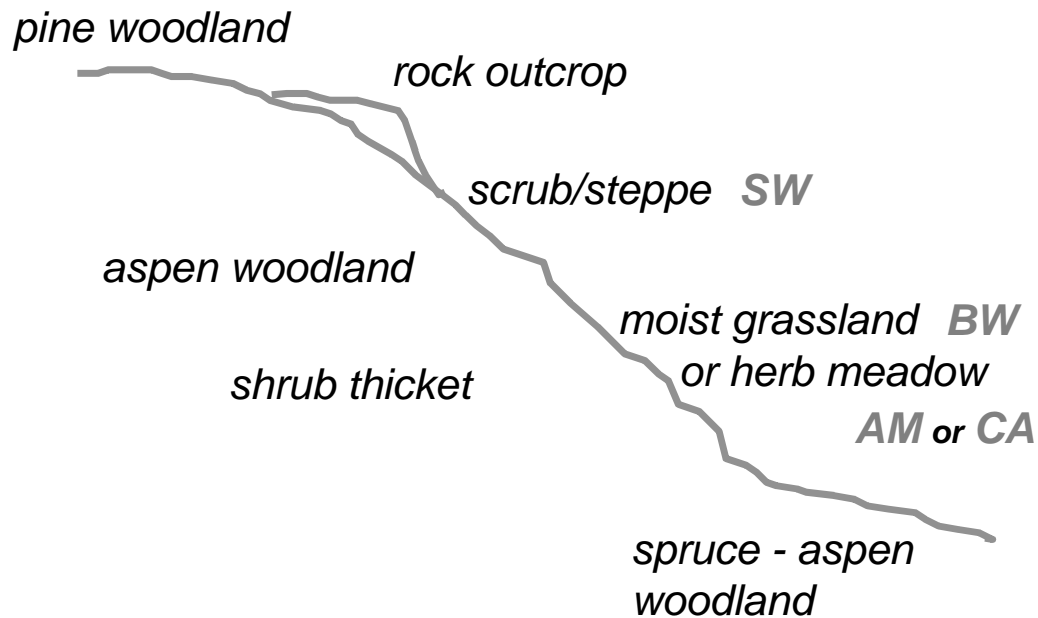 pine woodland
rock outcrop
scrub/steppe SW
aspen woodland
moist grassland BW
or herb meadow
shrub thicket
AM or CA
spruce - aspen
woodland